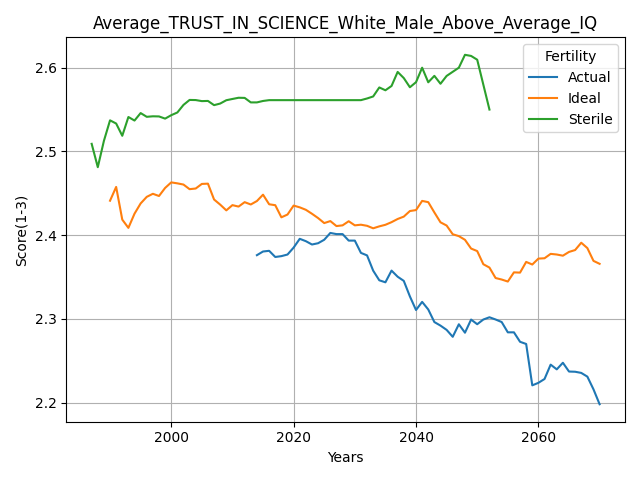 Average_TRUST_IN_SCIENCE_White_Male_Above_Average_IQ
Fertility
Actual
Ideal
Sterile
Score(1-3)
2.6
2.5
2.4
2.3
2.2
2000
2020
2040
2060
Years